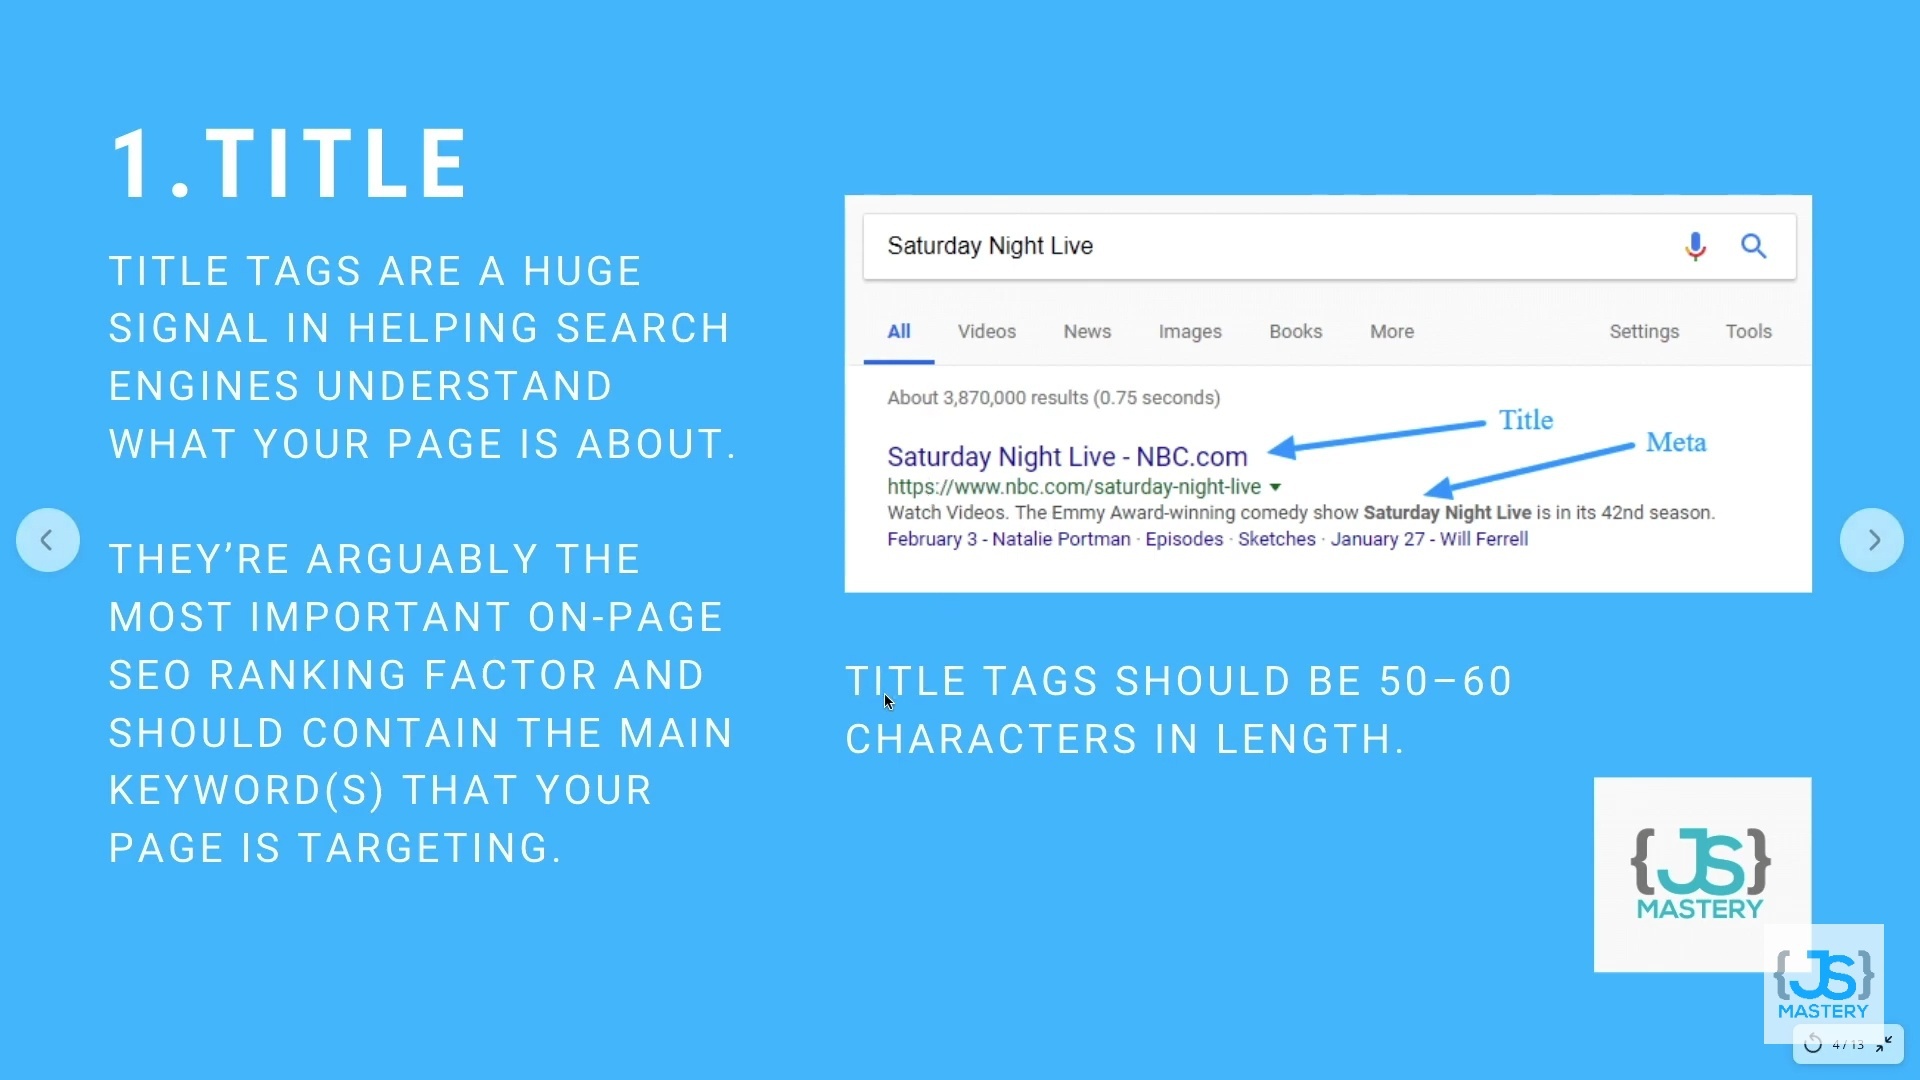 1.TITLE
TITLE TAGS ARE A HUGE
SIGNAL IN HELPING SEARCH
ENGINES UNDERSTAND
WHAT YOUR PAGE IS ABOUT.
THEY’RE ARGUABLY THE
MOST IMPORTANT ON-PAGE
SEO RANKING FACTOR AND
SHOULD CONTAIN THE MAIN
KEYWORD(S) THAT YOUR
PAGE IS TARGETING.
Saturday Night Live
All Videos News Images Books More Settings Tools
About 3,870,000 results (0.75 seconds)
Title
Meta
Saturday Night Live - NBC.com
https://www.nbc.com/saturday-night-live
Watch Videos. The Emmy Award-winning comedy show Saturday Night Live is in its 42nd season.
February 3 - Natalie Portman · Episodes · Sketches · January 27 - Will Ferrell
TITLE TAGS SHOULD BE 50–60
CHARACTERS IN LENGTH.
{JS}
MASTERY
{JS}
MASTERY
4 / 13